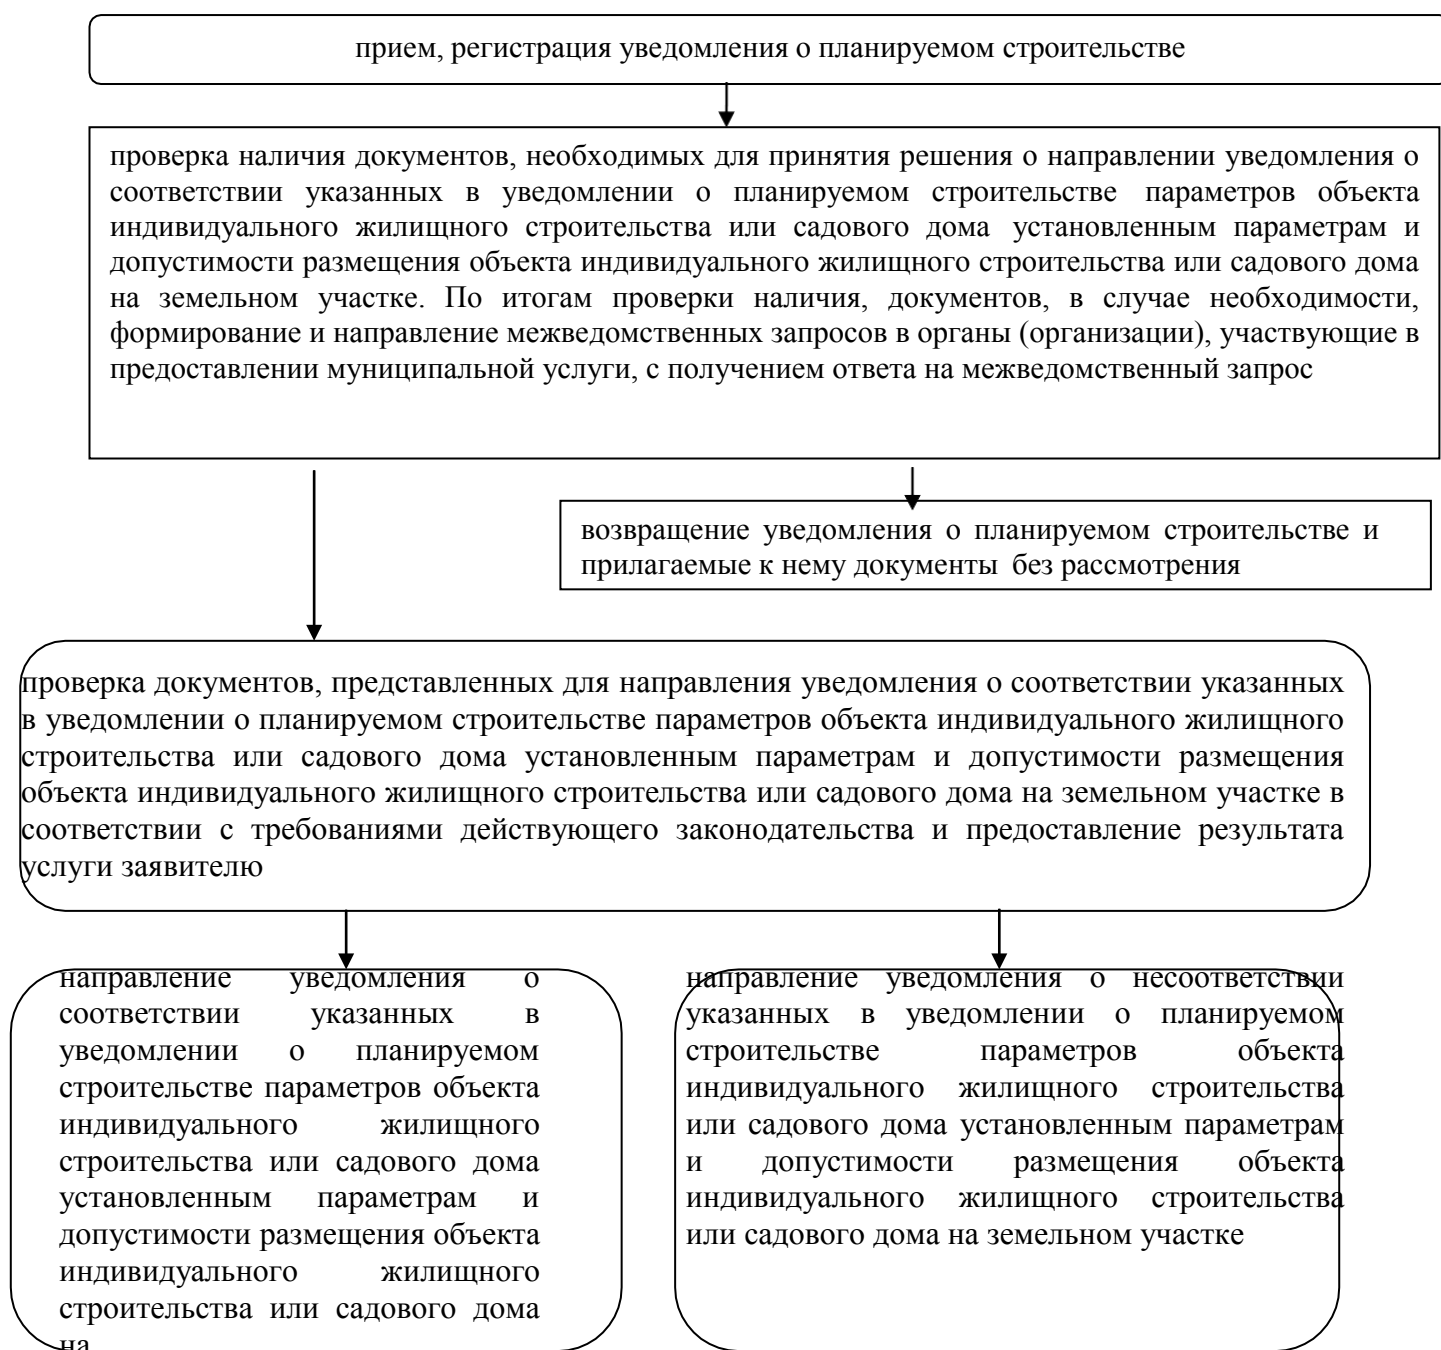 прием, регистрация уведомления о планируемом строительстве
проверка наличия документов, необходимых для принятия решения о направлении уведомления о
соответствии указанных в уведомлении о планируемом строительстве параметров объекта
индивидуального жилищного строительства или садового дома установленным параметрам и
допустимости размещения объекта индивидуального жилищного строительства или садового дома
на земельном участке. По итогам проверки наличия, документов, в случае необходимости,
формирование и направление межведомственных запросов в органы (организации), участвующие в
предоставлении муниципальной услуги, с получением ответа на межведомственный запрос
возвращение уведомления о планируемом строительстве и
прилагаемые к нему документы без рассмотрения
проверка документов, представленных для направления уведомления о соответствии указанных
в уведомлении о планируемом строительстве параметров объекта индивидуального жилищного
строительства или садового дома установленным параметрам и допустимости размещения
объекта индивидуального жилищного строительства или садового дома на земельном участке в
соответствии с требованиями действующего законодательства и предоставление результата
услуги заявителю
направление уведомления о
соответствии указанных в
уведомлении о планируемом
строительстве параметров объекта
индивидуального жилищного
строительства или садового дома
установленным параметрам и
допустимости размещения объекта
индивидуального жилищного
строительства или садового дома
на
направление уведомления о несоответствии
указанных в уведомлении о планируемом
строительстве параметров объекта
индивидуального жилищного строительства
или садового дома установленным параметрам
и допустимости размещения объекта
индивидуального жилищного строительства
или садового дома на земельном участке